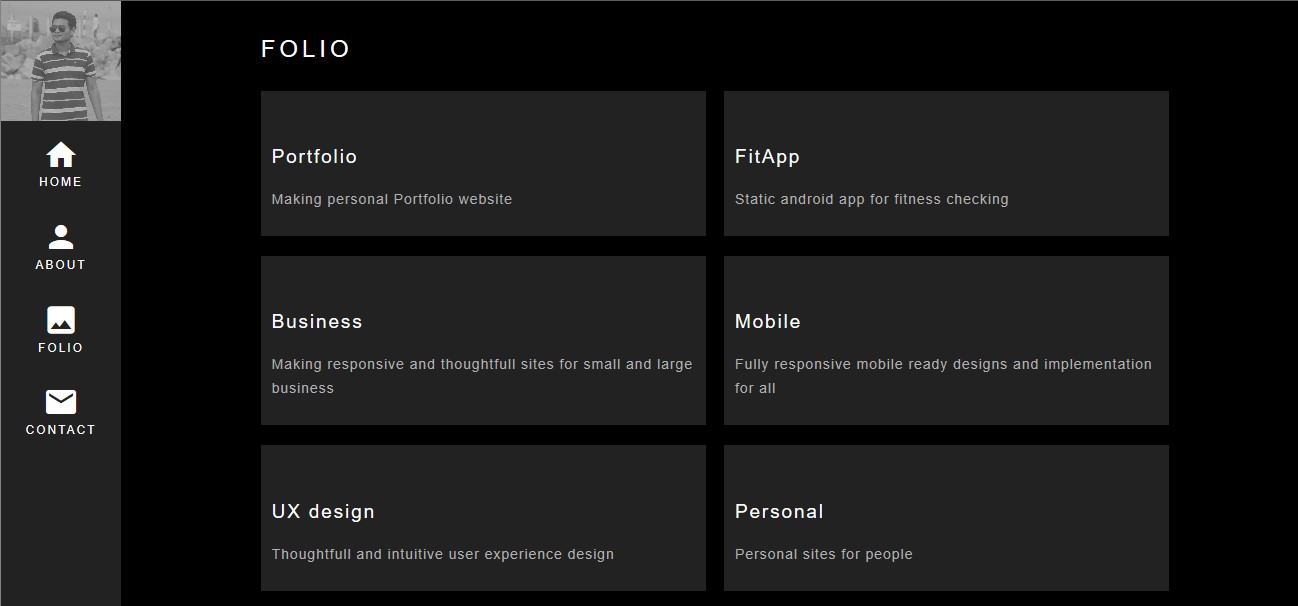 HOME
ABOUT
FOLIO
CONTACT
FOLIO
Portfolio
Making personal Portfolio website
FitApp
Static android app for fitness checking
Business
Making responsive and thoughtfull sites for small and large
business
Mobile
Fully responsive mobile ready designs and implementation
for all
UX design
Thoughtfull and intuitive user experience design
Personal
Personal sites for people